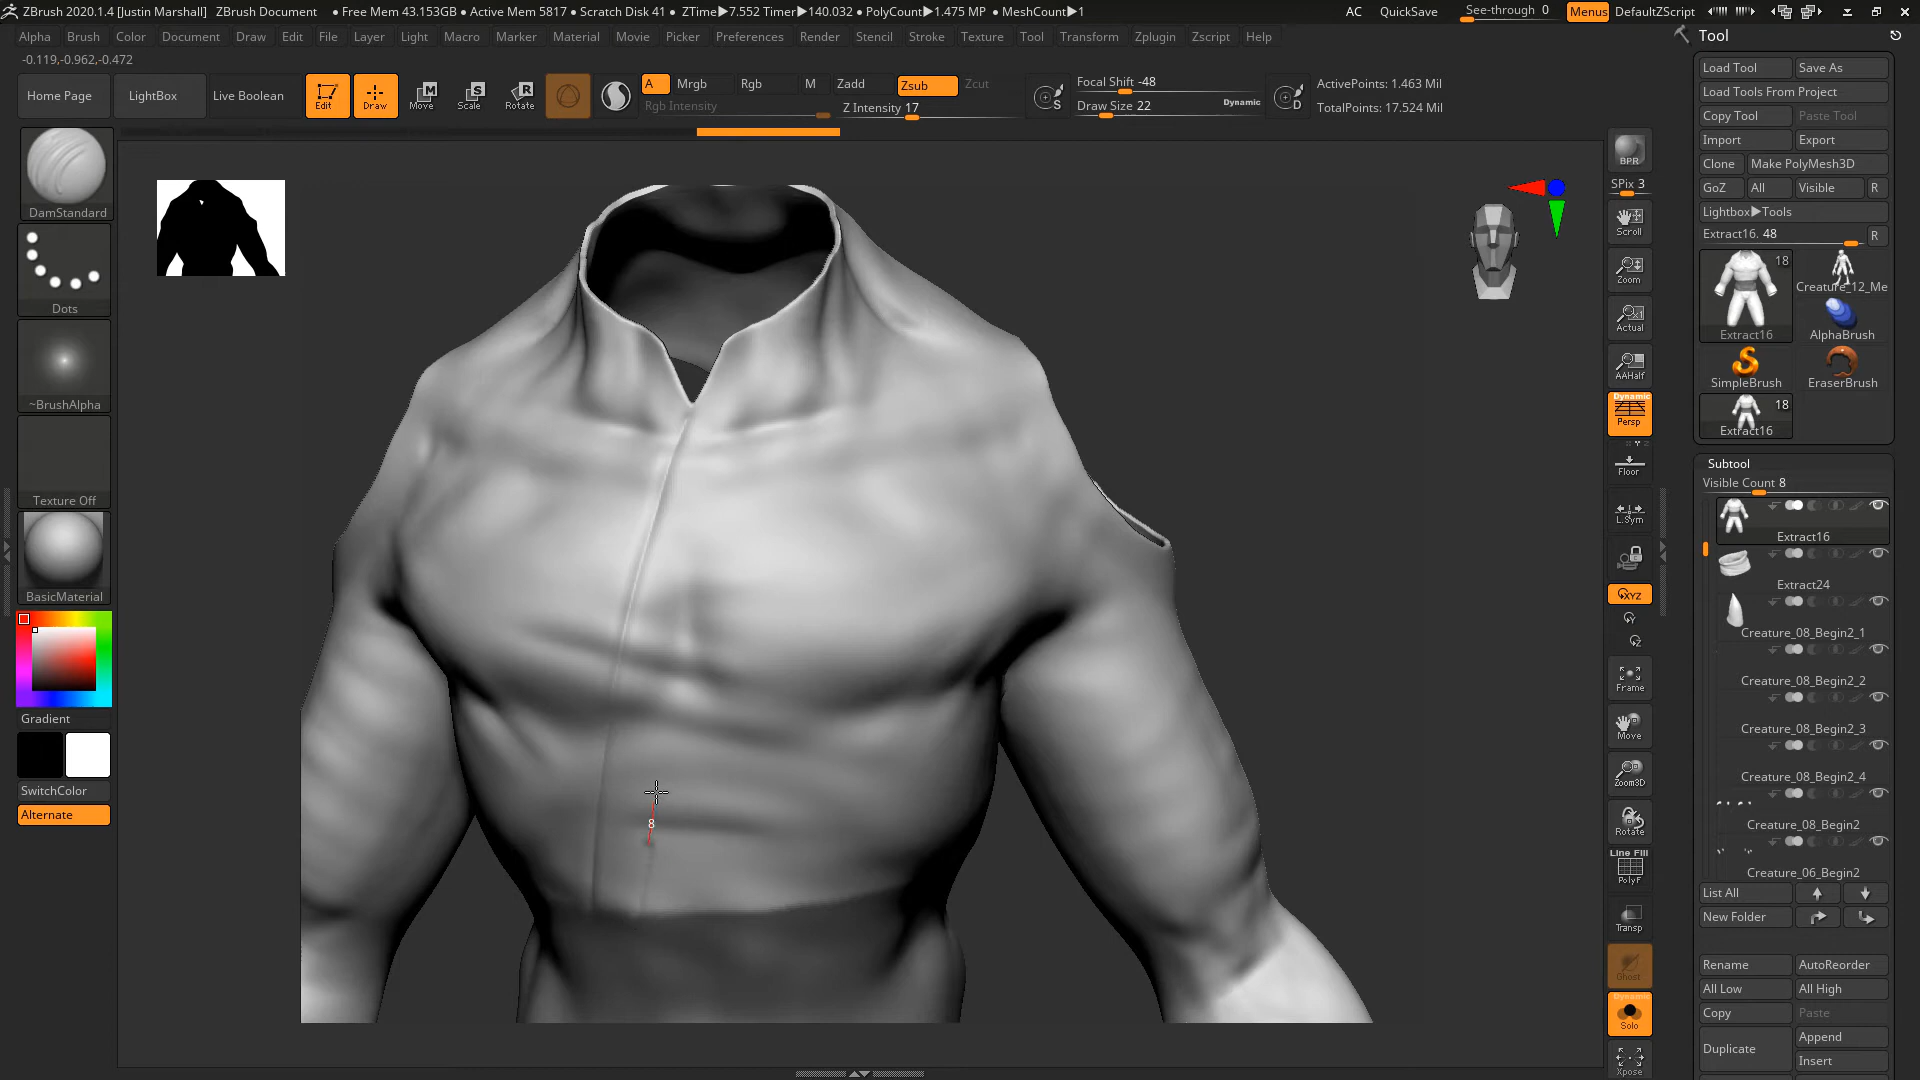 ZBrush 2020.1.4 [Justin Marshall] ZBrush Document ● Free Mem 43.153GB ● Active Mem 5817 ● Scratch Disk 41 ● ZTime▶7.552 Timer▶140.032 ● PolyCount▶1.475 MP ● MeshCount▶1 AC QuickSave See-through 0 Menus DefaultZScript
Alpha Brush Color Document Draw Edit File Layer Light Macro Marker Material Movie Picker Preferences Render Stencil Stroke Texture Tool Transform Zplugin Zscript Help
-0.119,-0.962,-0.472
Home Page LightBox Live Boolean Edit Draw Move Scale Rotate
M S R
A Mrgb Rgb M Zadd Zsub Zcut
Rgb Intensity Z Intensity 17
S Focal Shift -48
Draw Size 22 Dynamic
D ActivePoints: 1.463 Mil
TotalPoints: 17.524 Mil
DamStandard
Dots
~BrushAlpha
Texture Off
BasicMaterial
Gradient
SwitchColor
Alternate
8
BPR
SPix 3
Scroll
Zoom
Actual
AAHalf
Dynamic
Persp
Floor
L.Sym
XYZ
Y
Z
Frame
Move
Zoom3D
Rotate
Line Fill
PolyF
Transp
Ghost
Dynamic
Solo
Xpose
Tool
Load Tool Save As
Load Tools From Project
Copy Tool Paste Tool
Import Export
Clone Make PolyMesh3D
GoZ All Visible R
Lightbox▶Tools
Extract16. 48 R
18
Extract16 Creature_12_Me
AlphaBrush
SimpleBrush EraserBrush
18
Extract16
Subtool
Visible Count 8
Extract16
Extract24
Creature_08_Begin2_1
Creature_08_Begin2_2
Creature_08_Begin2_3
Creature_08_Begin2_4
Creature_08_Begin2
Creature_06_Begin2
List All
New Folder
Rename AutoReorder
All Low All High
Copy Paste
Duplicate Append
Insert